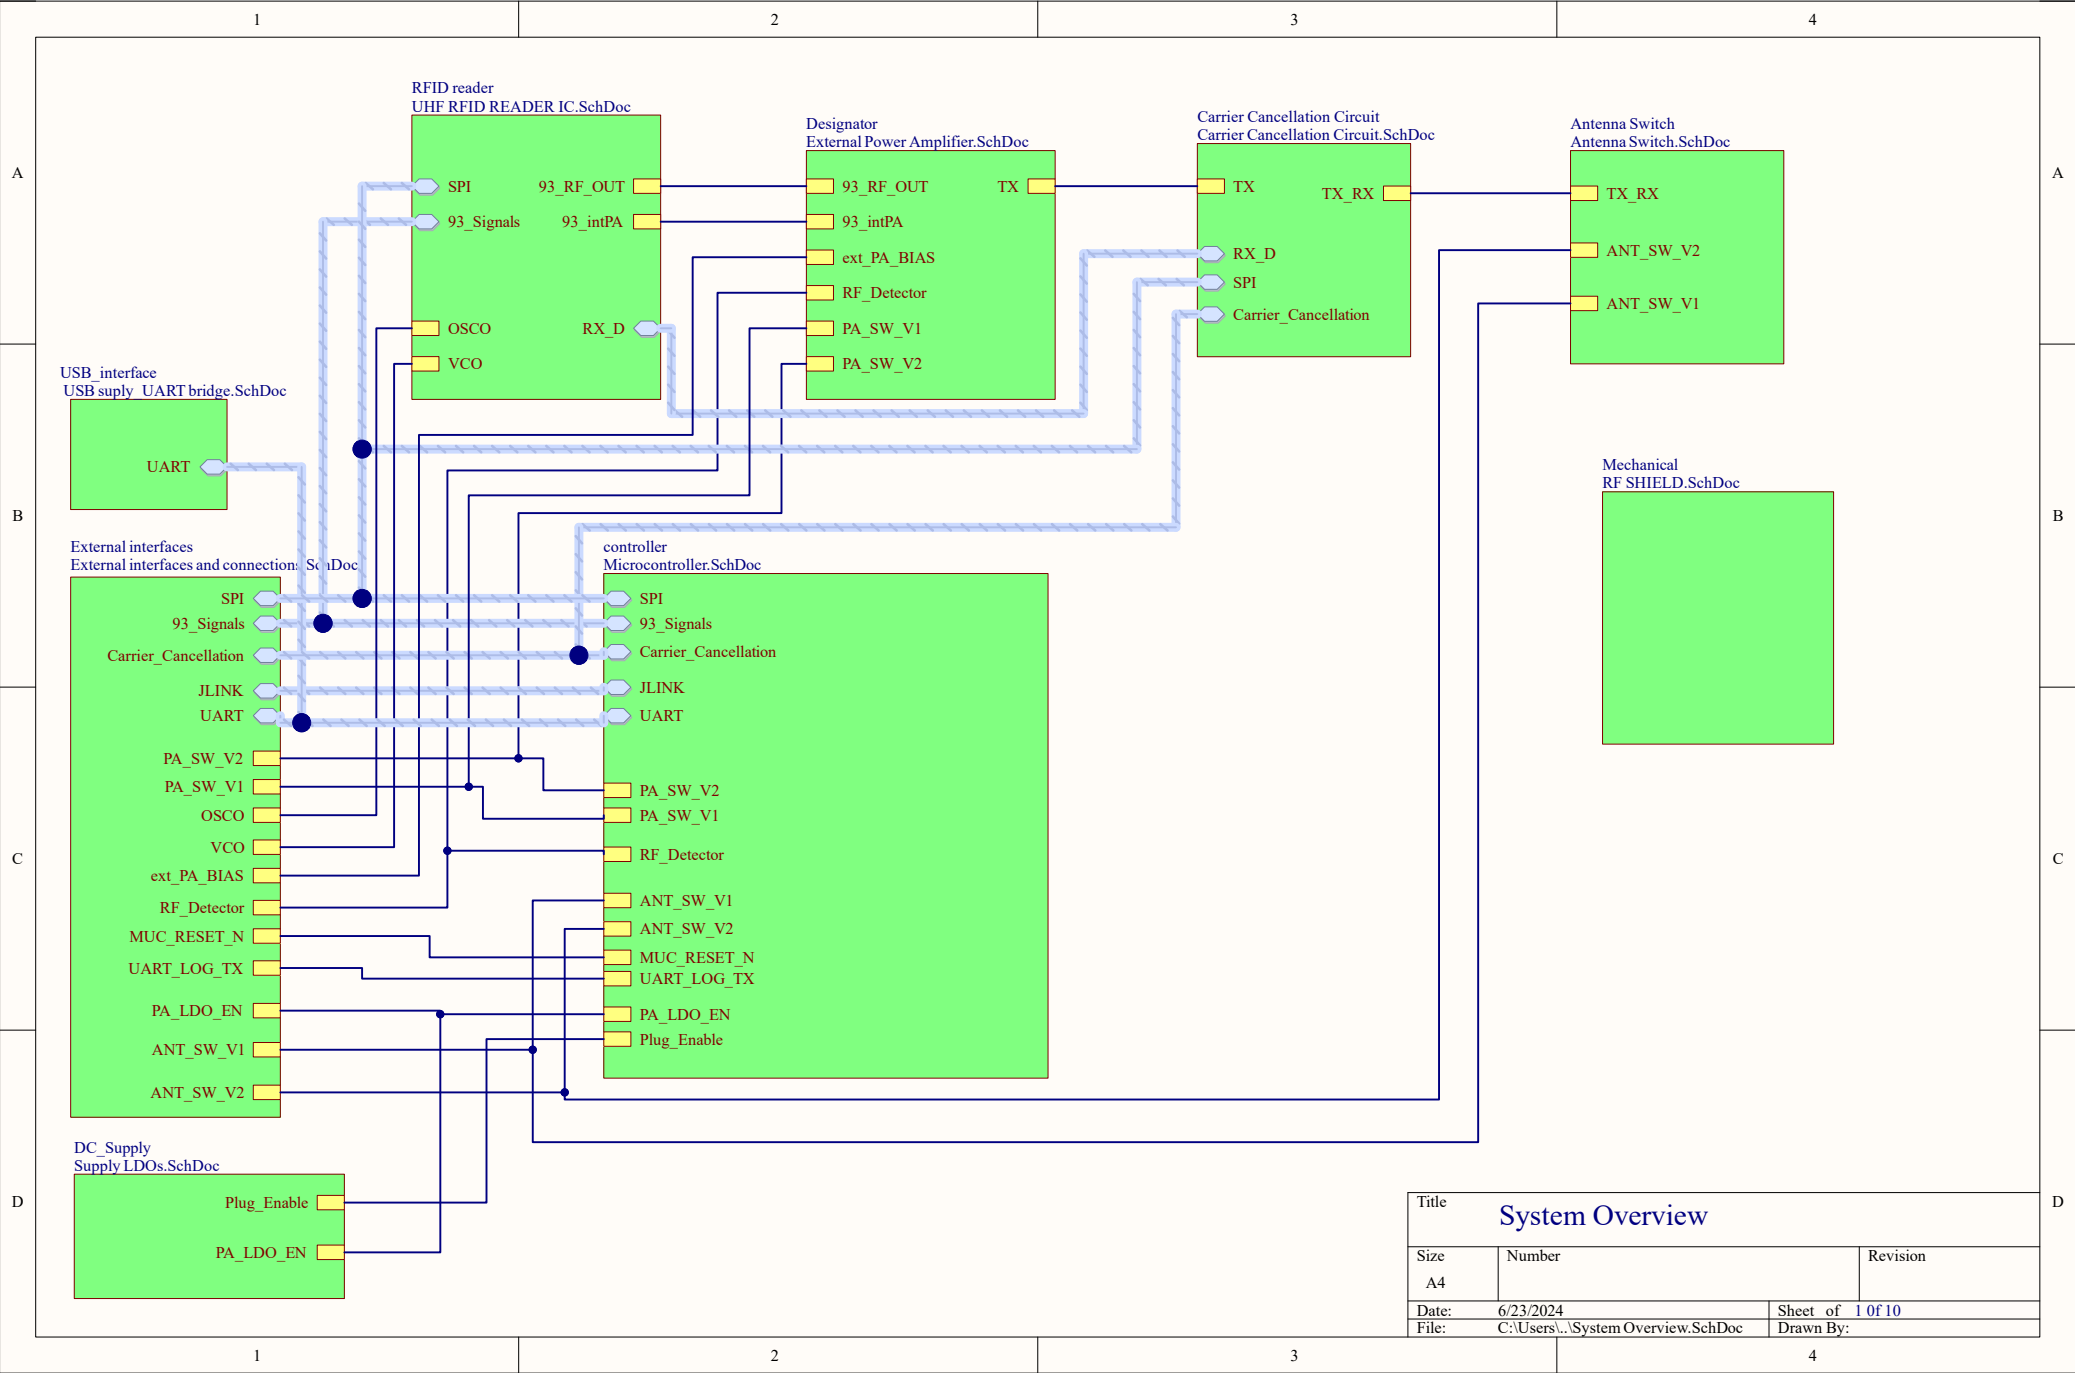 1
2
3
4
A
A
RFID reader
UHF RFID READER IC.SchDoc
SPI
93_RF_OUT
93_Signals
93_intPA
OSCO
RX_D
VCO
Designator
External Power Amplifier.SchDoc
93_RF_OUT
TX
93_intPA
ext_PA_BIAS
RF_Detector
PA_SW_V1
PA_SW_V2
Carrier Cancellation Circuit
Carrier Cancellation Circuit.SchDoc
TX
TX_RX
RX_D
SPI
Carrier_Cancellation
Antenna Switch
Antenna Switch.SchDoc
TX_RX
ANT_SW_V2
ANT_SW_V1
USB_interface
USB suply_UART bridge.SchDoc
UART
B
B
Mechanical
RF SHIELD.SchDoc
External interfaces
External interfaces and connections.SchDoc
SPI
93_Signals
Carrier_Cancellation
JLINK
UART
PA_SW_V2
PA_SW_V1
OSCO
VCO
ext_PA_BIAS
RF_Detector
MUC_RESET_N
UART_LOG_TX
PA_LDO_EN
ANT_SW_V1
ANT_SW_V2
controller
Microcontroller.SchDoc
SPI
93_Signals
Carrier_Cancellation
JLINK
UART
PA_SW_V2
PA_SW_V1
RF_Detector
ANT_SW_V1
ANT_SW_V2
MUC_RESET_N
UART_LOG_TX
PA_LDO_EN
Plug_Enable
C
C
DC_Supply
Supply LDOs.SchDoc
Plug_Enable
PA_LDO_EN
D
D
Title
System Overview
Size
Number
Revision
A4
Date:
6/23/2024
Sheet of 1 0f 10
File:
C:\Users\..\System Overview.SchDoc
Drawn By:
1
2
3
4